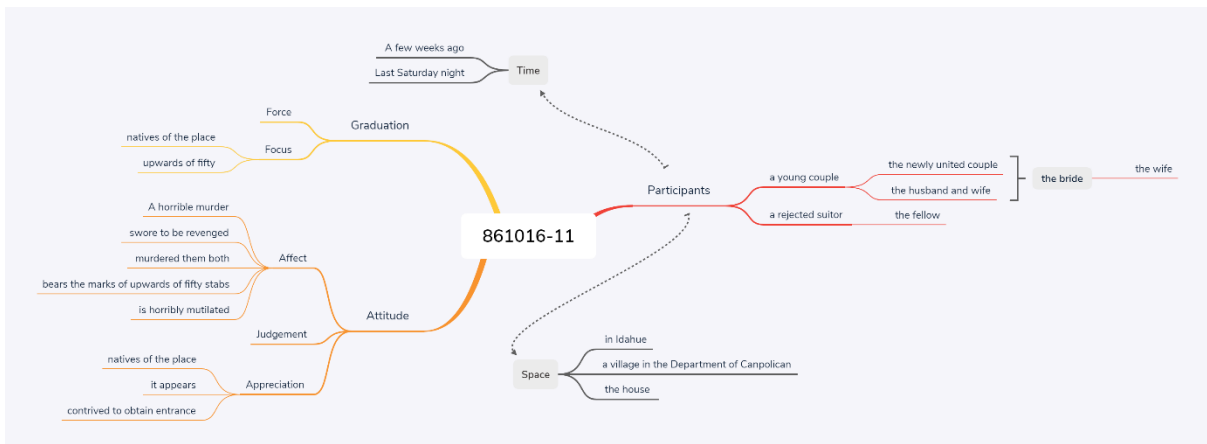 A few weeks ago
Last Saturday night
Time
Force
Graduation
natives of the place
Focus
upwards of fifty
the newly united couple
a young couple
the husband and wife
the bride
the wife
Participants
a rejected suitor
the fellow
861016-11
A horrible murder
swore to be revenged
murdered them both
Affect
bears the marks of upwards of fifty stabs
is horribly mutilated
Attitude
Judgement
natives of the place
it appears
Appreciation
contrived to obtain entrance
in Idahue
Space
a village in the Department of Canpolican
the house